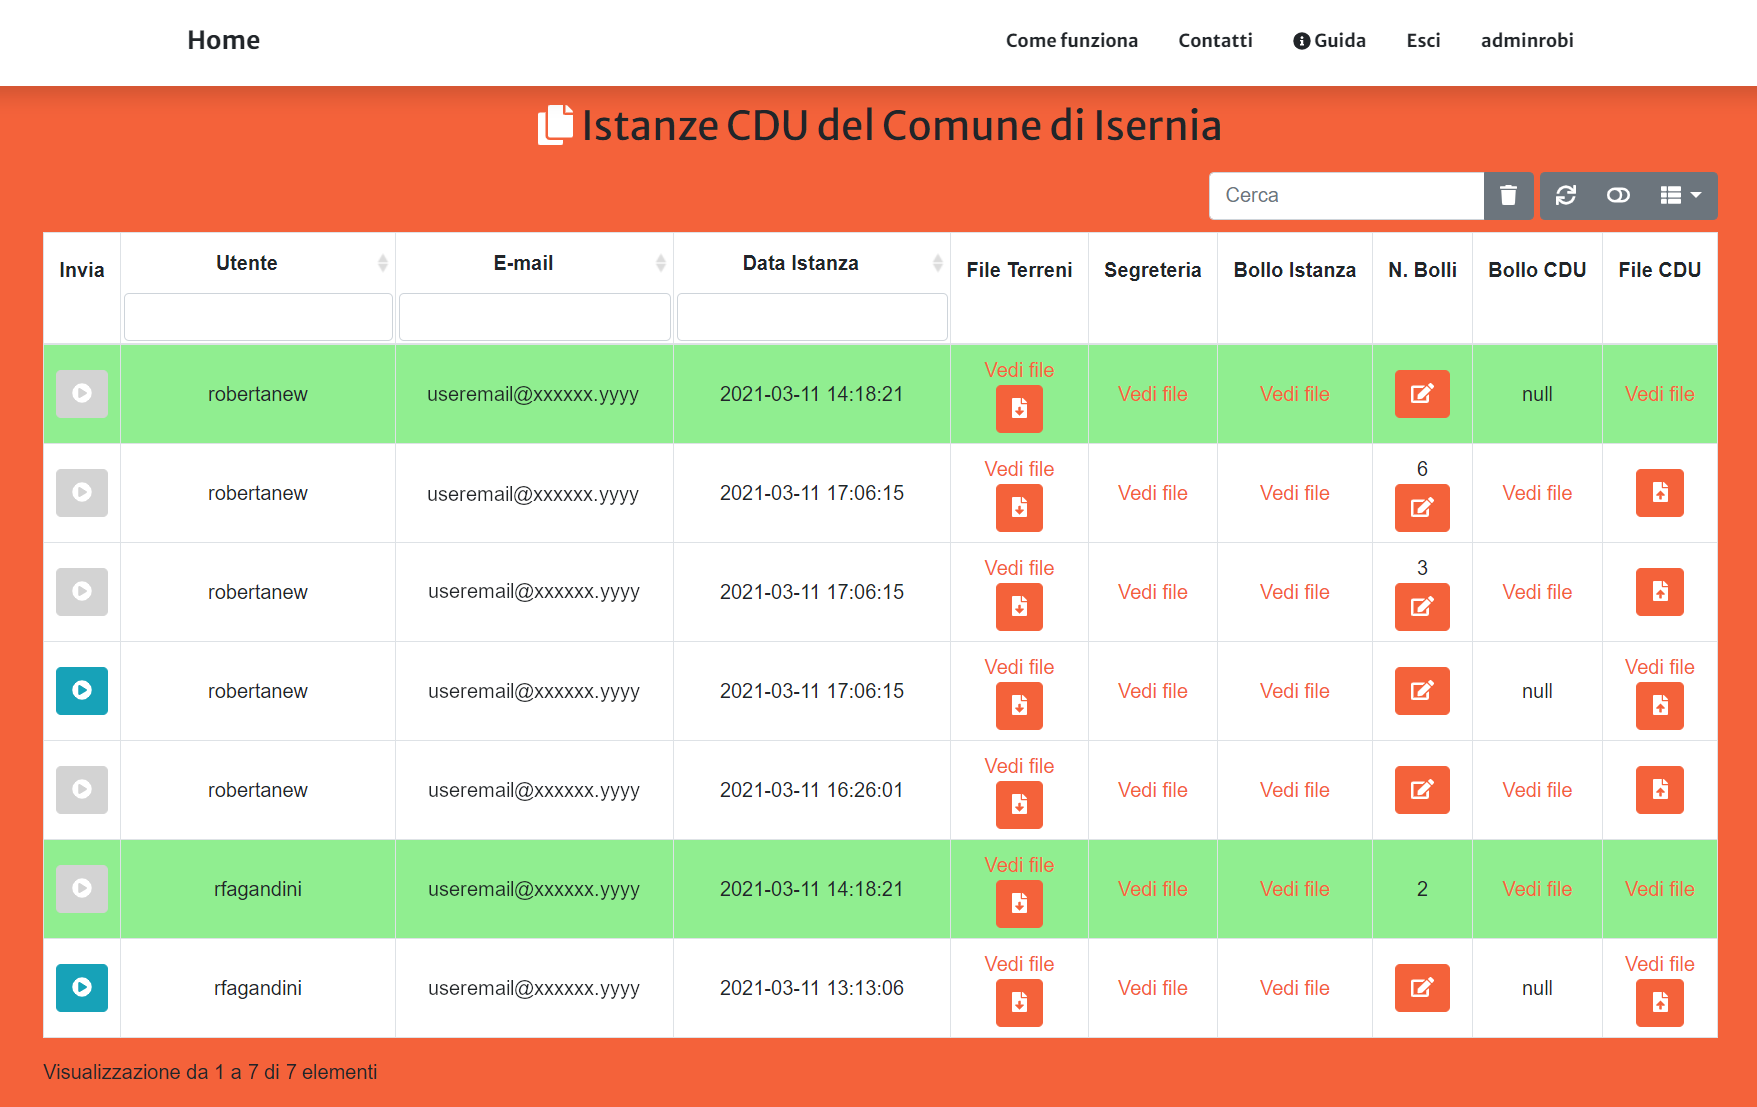 Home Come funziona Contatti Guida Esci adminrobi
Istanze CDU del Comune di Isernia
Cerca
Invia Utente E-mail Data Istanza File Terreni Segreteria Bollo Istanza N. Bolli Bollo CDU File CDU
Vedi file
robertanew useremail@xxxxxx.yyyy 2021-03-11 14:18:21 Vedi file Vedi file null Vedi file
Vedi file 6
robertanew useremail@xxxxxx.yyyy 2021-03-11 17:06:15 Vedi file Vedi file Vedi file
Vedi file 3
robertanew useremail@xxxxxx.yyyy 2021-03-11 17:06:15 Vedi file Vedi file Vedi file
Vedi file Vedi file
robertanew useremail@xxxxxx.yyyy 2021-03-11 17:06:15 Vedi file Vedi file null
Vedi file
robertanew useremail@xxxxxx.yyyy 2021-03-11 16:26:01 Vedi file Vedi file Vedi file
Vedi file
rfagandini useremail@xxxxxx.yyyy 2021-03-11 14:18:21 Vedi file Vedi file 2 Vedi file Vedi file
Vedi file Vedi file
rfagandini useremail@xxxxxx.yyyy 2021-03-11 13:13:06 Vedi file Vedi file null
Visualizzazione da 1 a 7 di 7 elementi